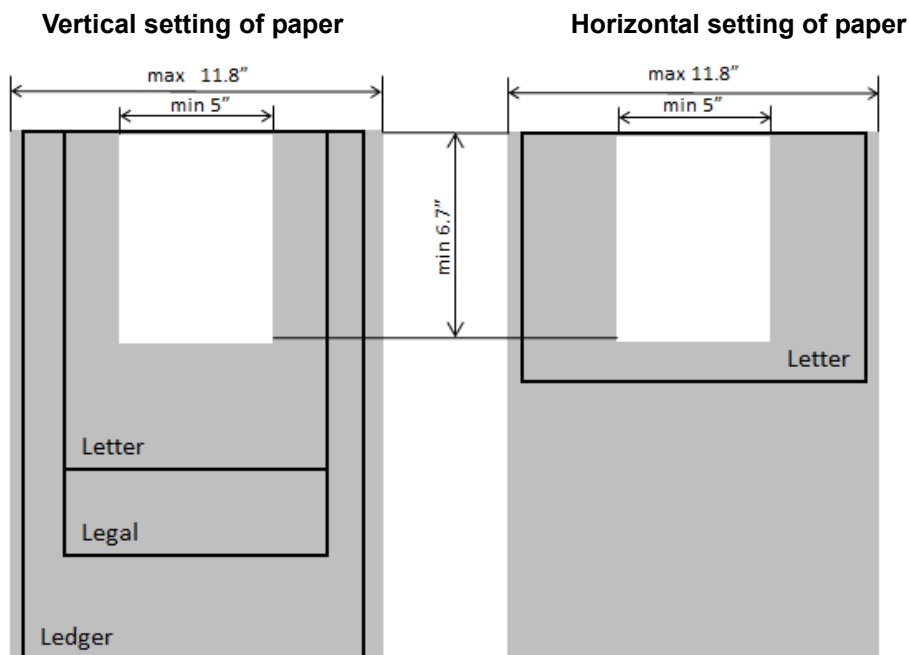 Vertical setting of paper
Horizontal setting of paper
max 11.8”
min 5”
max 11.8”
min 5”
min 6.7”
Letter
Legal
Ledger
Letter